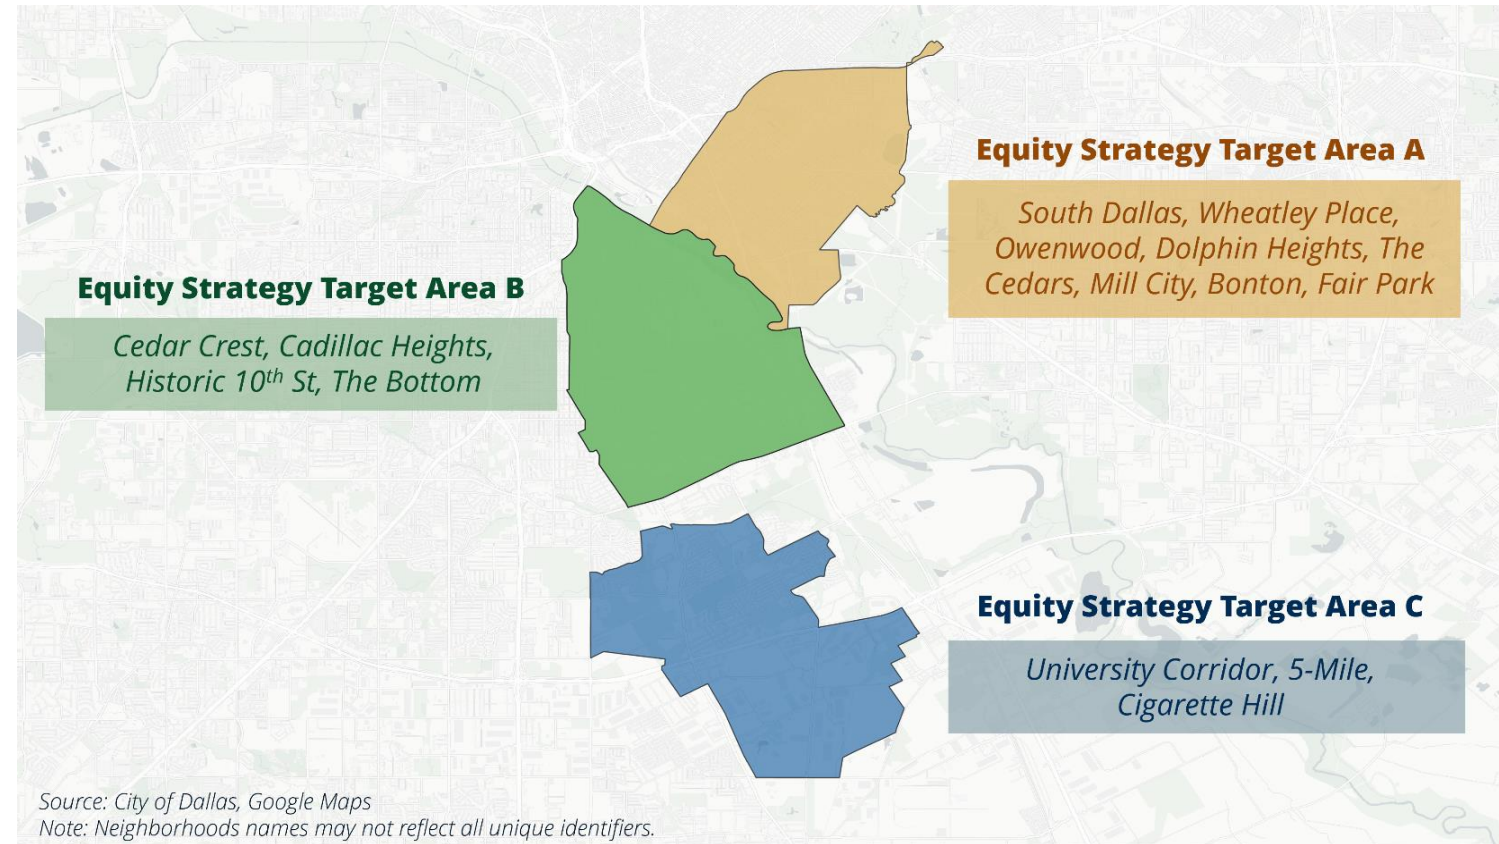 Equity Strategy Target Area A
South Dallas, Wheatley Place,
Owenwood, Dolphin Heights, The
Cedars, Mill City, Bonton, Fair Park
Equity Strategy Target Area B
Cedar Crest, Cadillac Heights,
Historic 10th St, The Bottom
Equity Strategy Target Area C
University Corridor, 5-Mile,
Cigarette Hill
Source: City of Dallas, Google Maps
Note: Neighborhoods names may not reflect all unique identifiers.